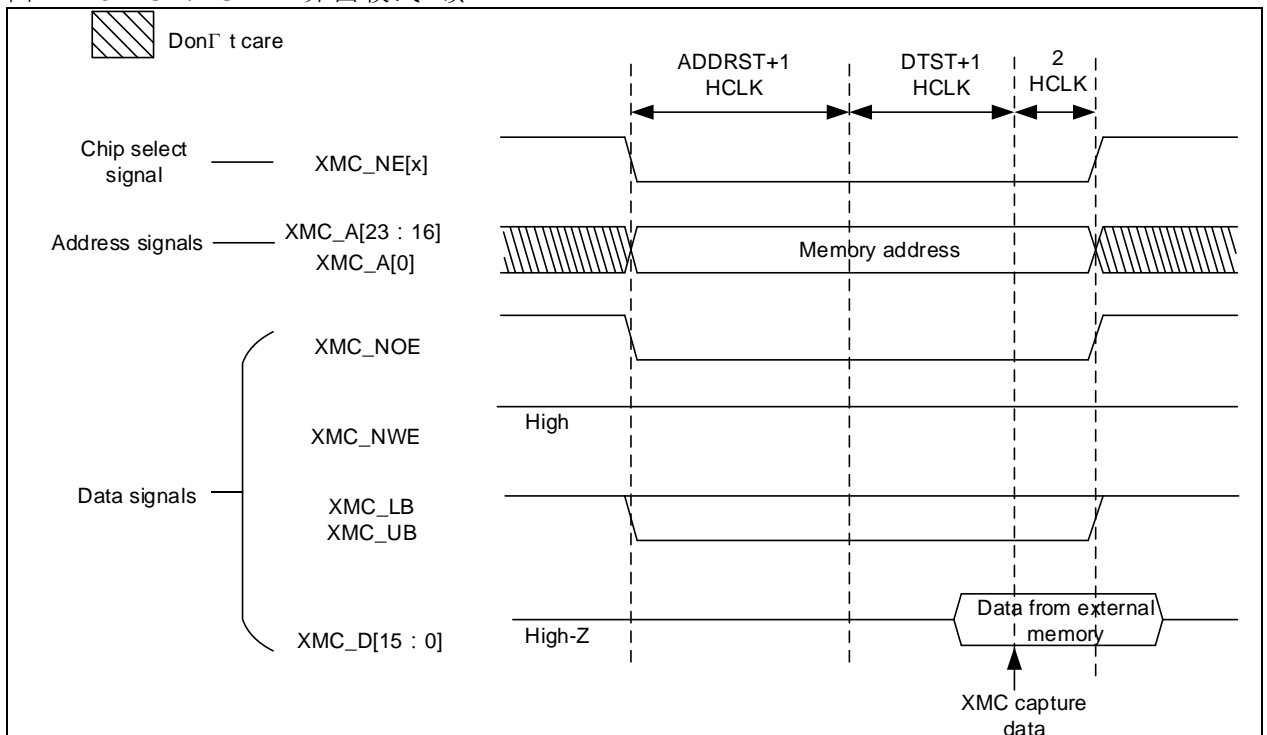 DonΓ t care
ADDRST+1
HCLK
DTST+1
HCLK
2
HCLK
Chip select
signal
XMC_NE[x]
Address signals
XMC_A[23 : 16]
XMC_A[0]
Memory address
XMC_NOE
High
XMC_NWE
Data signals
XMC_LB
XMC_UB
Data from external
memory
High-Z
XMC_D[15 : 0]
XMC capture
data